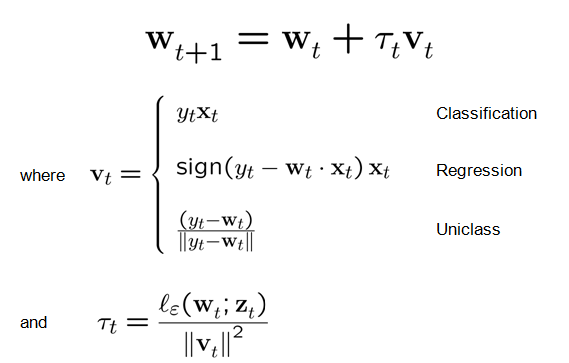 w_{t+1} = w_t + τ_t v_t
y_t x_t Classification
where v_t = { sign(y_t − w_t · x_t) x_t Regression
(y_t − w_t) / ||y_t − w_t|| Uniclass
and τ_t = ℓ_ε(w_t; z_t) / ||v_t||²